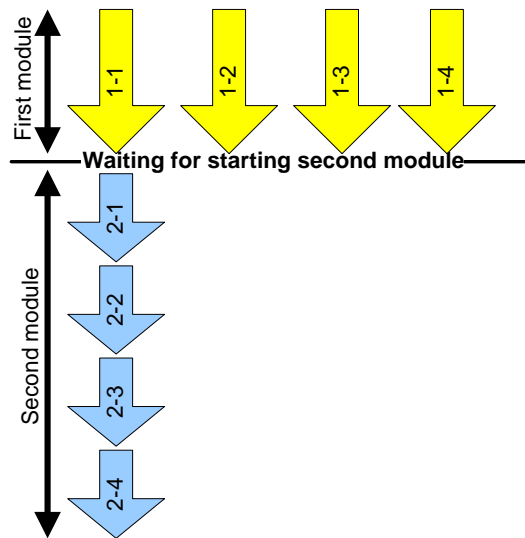 First module
1-1
1-2
1-3
1-4
Waiting for starting second module
Second module
2-1
2-2
2-3
2-4